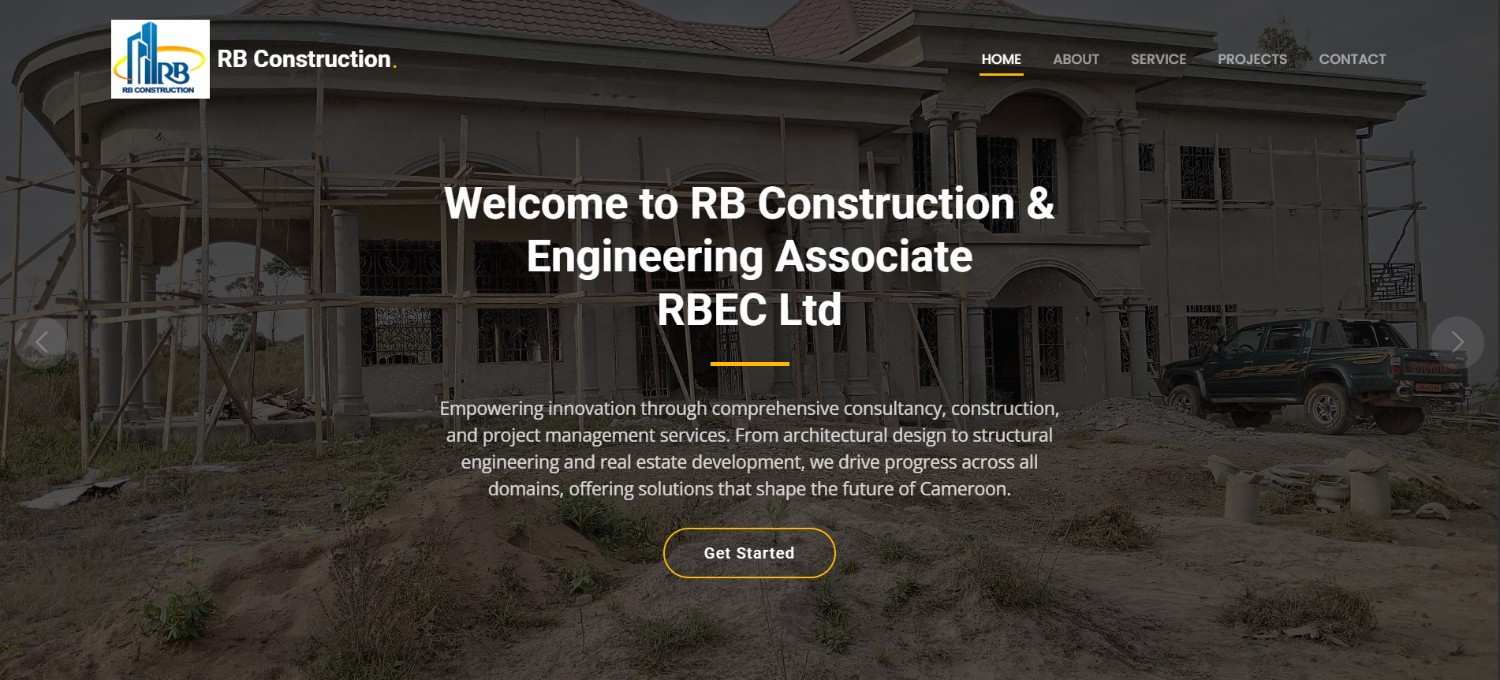 RB
RB CONSTRUCTION
RB Construction.
HOME
ABOUT
SERVICE
PROJECTS
CONTACT
Welcome to RB Construction &
Engineering Associate
RBEC Ltd
Empowering innovation through comprehensive consultancy, construction,
and project management services. From architectural design to structural
engineering and real estate development, we drive progress across all
domains, offering solutions that shape the future of Cameroon.
Get Started